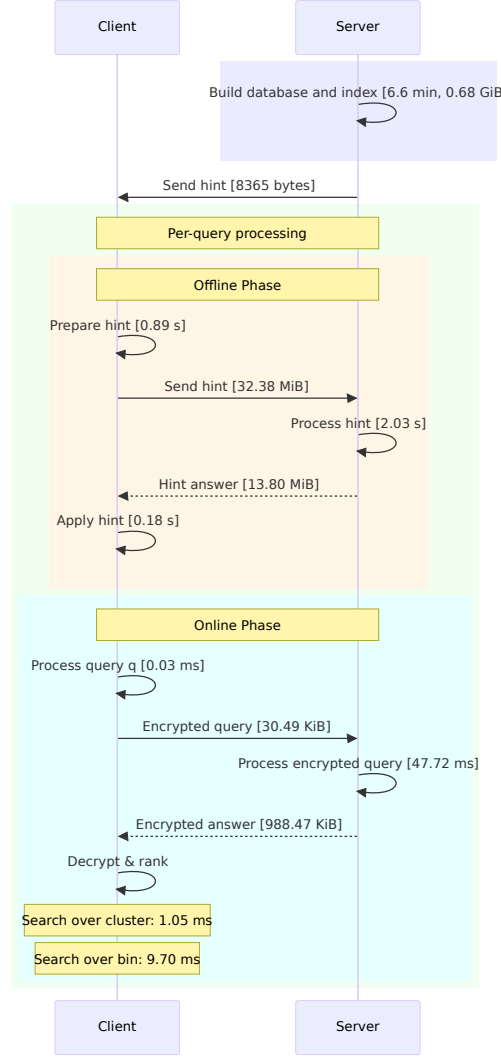 Client Server
Build database and index [6.6 min, 0.68 GiB
Send hint [8365 bytes]
Per-query processing
Offline Phase
Prepare hint [0.89 s]
Send hint [32.38 MiB]
Process hint [2.03 s]
Hint answer [13.80 MiB]
Apply hint [0.18 s]
Online Phase
Process query q [0.03 ms]
Encrypted query [30.49 KiB]
Process encrypted query [47.72 ms]
Encrypted answer [988.47 KiB]
Decrypt & rank
Search over cluster: 1.05 ms
Search over bin: 9.70 ms
Client Server